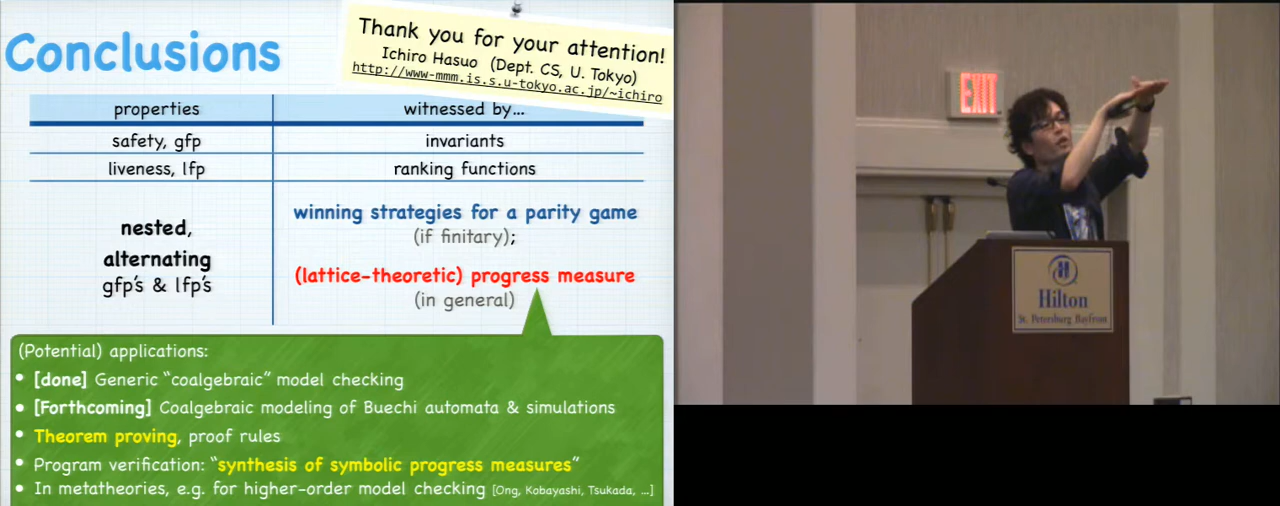 Conclusions
Thank you for your attention!
Ichiro Hasuo (Dept. CS, U. Tokyo)
http://www-mmm.is.s.u-tokyo.ac.jp/~ichiro
properties
witnessed by...
safety, gfp
invariants
liveness, lfp
ranking functions
nested,
alternating
gfp's & lfp's
winning strategies for a parity game
(if finitary);
(lattice-theoretic) progress measure
(in general)
(Potential) applications:
• [done] Generic “coalgebraic” model checking
• [Forthcoming] Coalgebraic modeling of Buechi automata & simulations
• Theorem proving, proof rules
• Program verification: “synthesis of symbolic progress measures”
• In metatheories, e.g. for higher-order model checking [Ong, Kobayashi, Tsukada, …]
EXIT
H
Hilton
St. Petersburg Bayfront